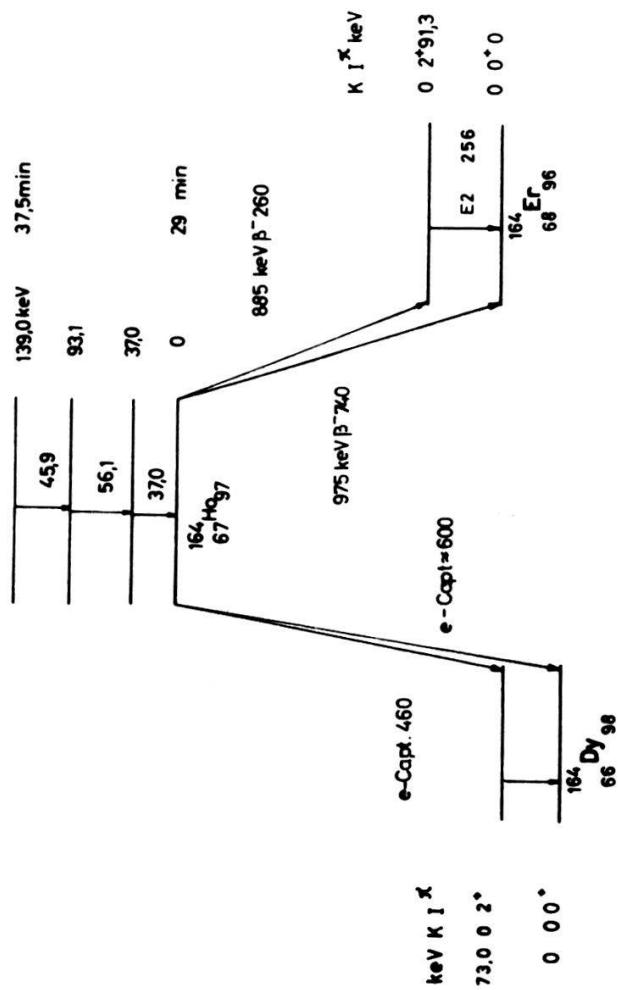 139,0 keV 37,5min
45,9
93,1
56,1
37,0
37,0
0 29 min
164 Ho
67 97
885 keV β⁻ 260
975 keV β⁻ 740
K I^π keV
0 2⁺ 91,3
E2 256
0 0⁺ 0
164 Er
68 96
e-Capt. 460
e-Capt ≈ 600
keV K I^π
73,0 0 2⁺
0 0 0⁺
164 Dy
66 98